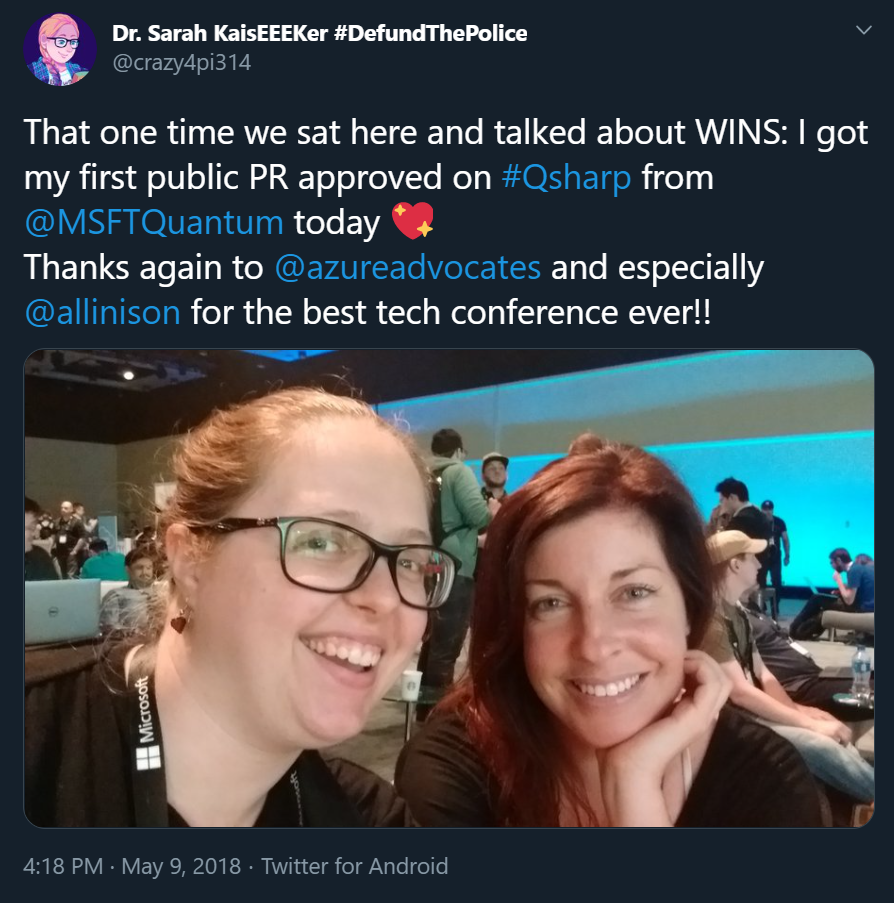 Dr. Sarah KaisEEEKer #DefundThePolice
@crazy4pi314
That one time we sat here and talked about WINS: I got
my first public PR approved on #Qsharp from
@MSFTQuantum today 💖
Thanks again to @azureadvocates and especially
@allinison for the best tech conference ever!!
Microsoft
4:18 PM · May 9, 2018 · Twitter for Android